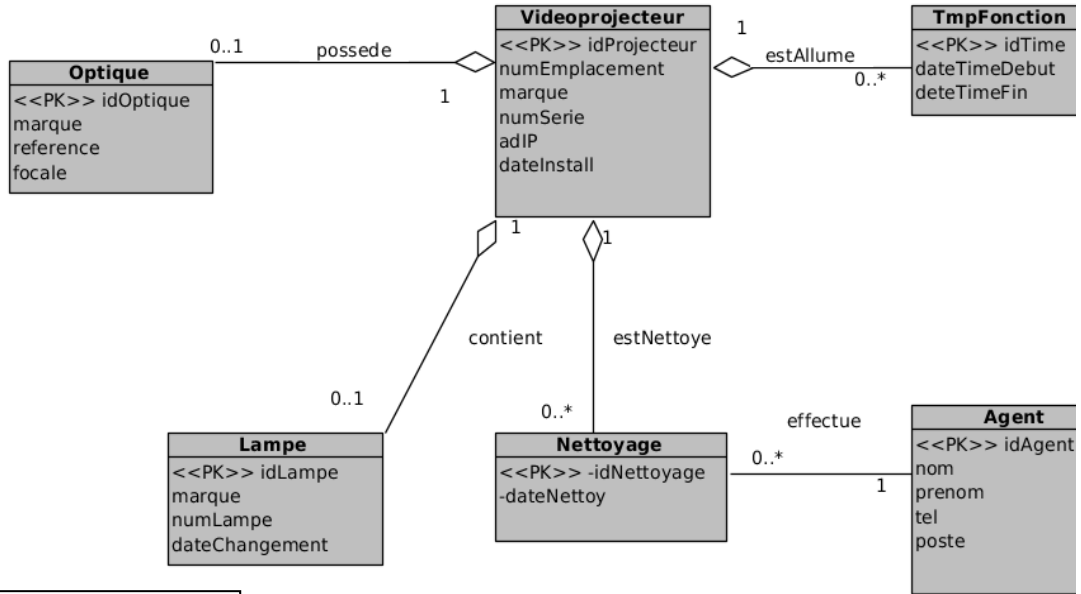 Videoprojecteur
<<PK>> idProjecteur
numEmplacement
marque
numSerie
adIP
dateInstall
TmpFonction
<<PK>> idTime
dateTimeDebut
deteTimeFin
1
estAllume
0..*
0..1
possede
1
Optique
<<PK>> idOptique
marque
reference
focale
1
contient
0..1
1
estNettoye
0..*
Lampe
<<PK>> idLampe
marque
numLampe
dateChangement
Nettoyage
<<PK>> -idNettoyage
-dateNettoy
effectue
0..*
1
Agent
<<PK>> idAgent
nom
prenom
tel
poste